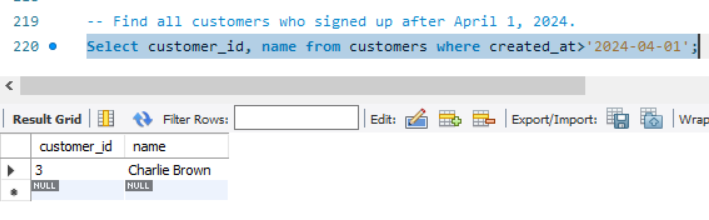 219 -- Find all customers who signed up after April 1, 2024.
220 Select customer_id, name from customers where created_at>'2024-04-01';
Result Grid Filter Rows: Edit: Export/Import: Wrap
customer_id name
3 Charlie Brown
NULL NULL